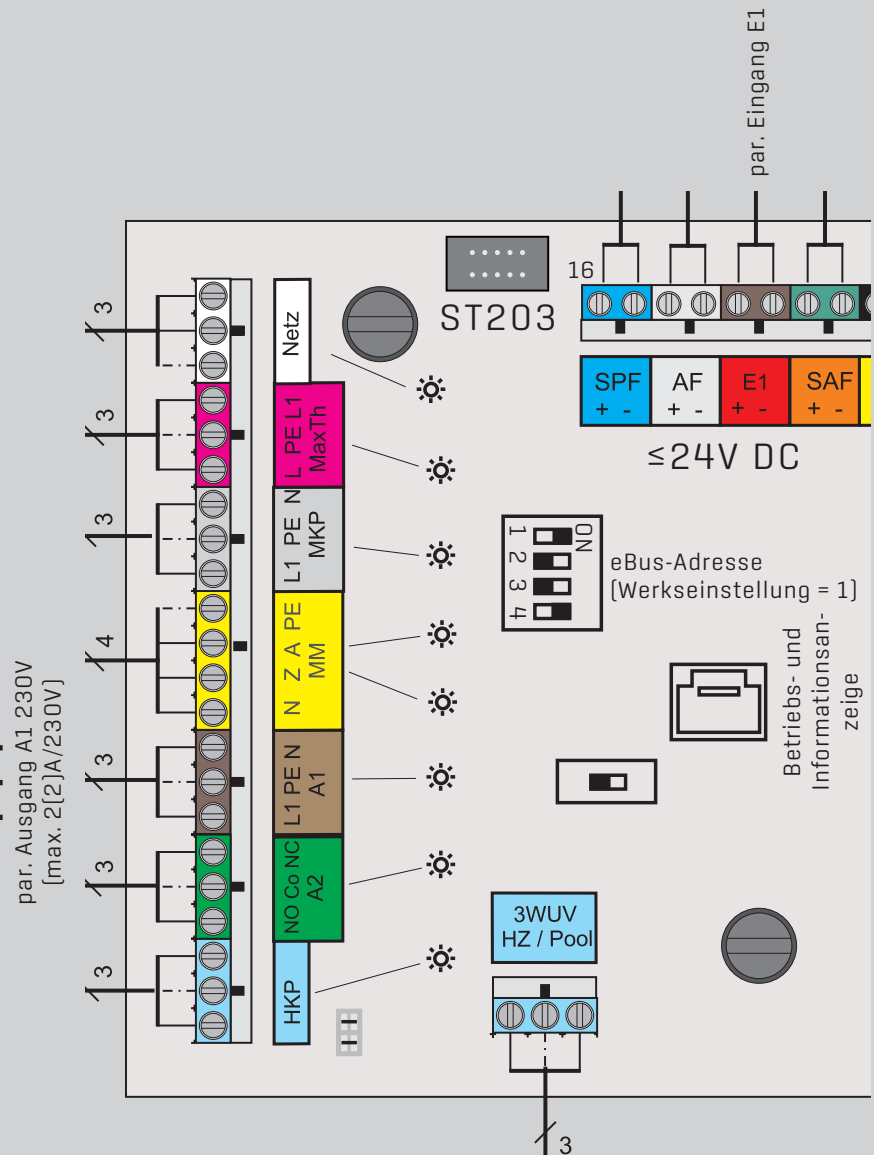 par. Eingang E1
ST203
16
SPF
+ -
AF
+ -
E1
+ -
SAF
+ -
≤24V DC
par. Ausgang A1 230V
(max. 2(2)A/230V)
3
3
3
4
3
3
3
Netz
L PE L1
MaxTh
L1 PE N
MKP
N Z A PE
MM
L1 PE N
A1
NO Co NC
A2
HKP
ON
1 2 3 4
eBus-Adresse
(Werkseinstellung = 1)
Betriebs- und
Informationsan-
zeige
3WUV
HZ / Pool
3